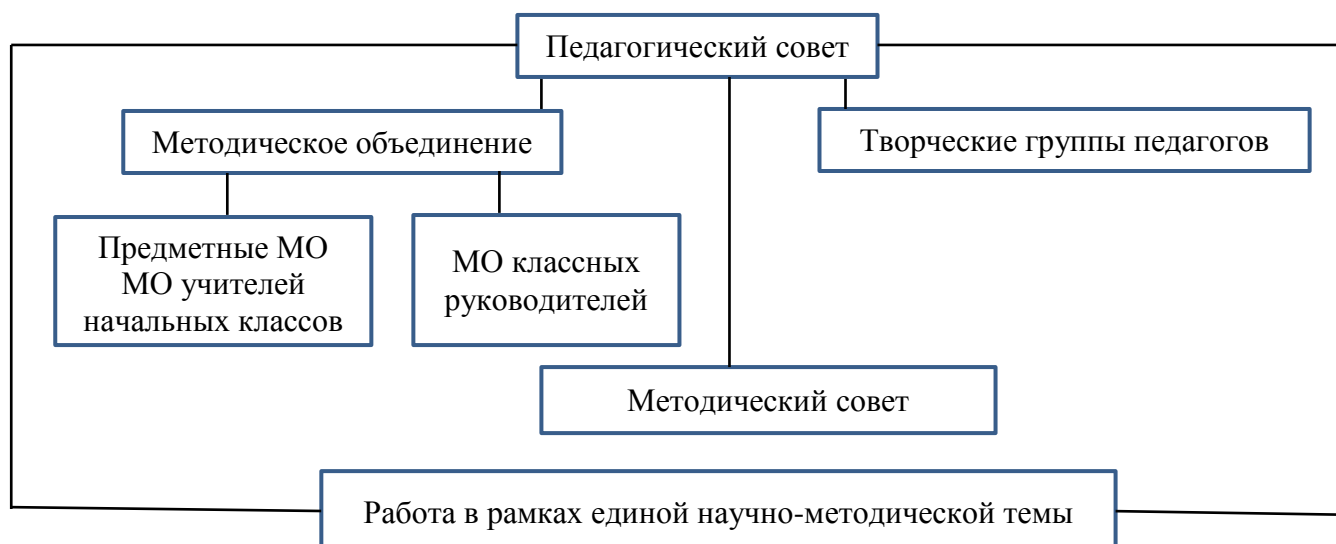 Педагогический совет
Методическое объединение
Творческие группы педагогов
Предметные МО
МО учителей
начальных классов
МО классных
руководителей
Методический совет
Работа в рамках единой научно-методической темы